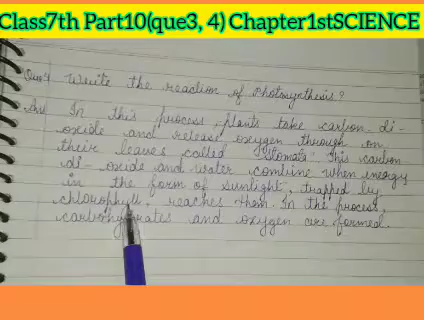 Class7th Part10(que3, 4) Chapter1stSCIENCE
Que4 Write the reaction of Photosynthesis?
Ans In this process, plants take carbon di-
oxide and release oxygen through on
their leaves called "Stomata" This carbon
di-oxide and water combine when energy
in the form of sunlight, trapped by
chlorophyll, reaches them. In the process,
carbohydrates and oxygen are formed.